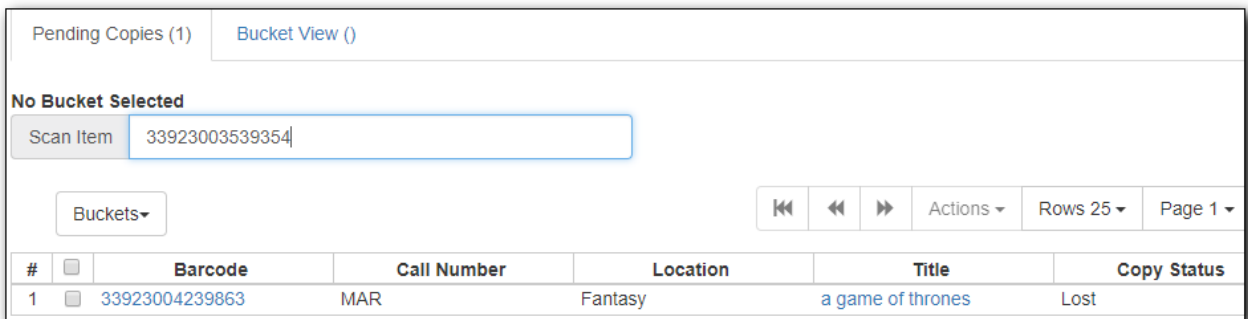 Pending Copies (1) Bucket View ()
No Bucket Selected
Scan Item 33923003539354
Buckets Actions Rows 25 Page 1
# Barcode Call Number Location Title Copy Status
1 33923004239863 MAR Fantasy a game of thrones Lost